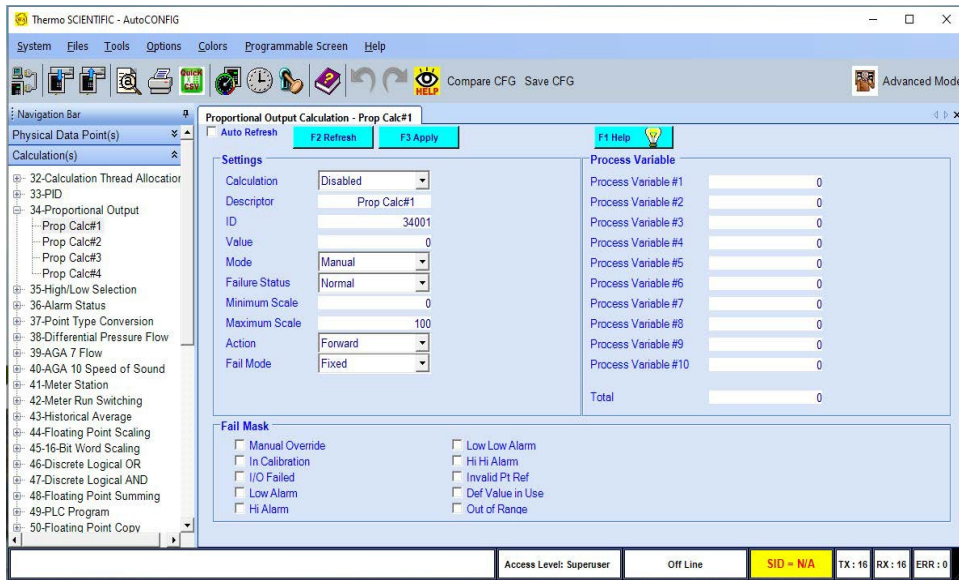 Thermo SCIENTIFIC - AutoCONFIG
System Files Tools Options Colors Programmable Screen Help
QUICK CSV
HELP
Compare CFG Save CFG
Advanced Mode
Navigation Bar
Physical Data Point(s)
Calculation(s)
32-Calculation Thread Allocation
33-PID
34-Proportional Output
Prop Calc#1
Prop Calc#2
Prop Calc#3
Prop Calc#4
35-High/Low Selection
36-Alarm Status
37-Point Type Conversion
38-Differential Pressure Flow
39-AGA 7 Flow
40-AGA 10 Speed of Sound
41-Meter Station
42-Meter Run Switching
43-Historical Average
44-Floating Point Scaling
45-16-Bit Word Scaling
46-Discrete Logical OR
47-Discrete Logical AND
48-Floating Point Summing
49-PLC Program
50-Floating Point Copy
Proportional Output Calculation - Prop Calc#1
Auto Refresh F2 Refresh F3 Apply F1 Help
Settings
Calculation Disabled
Descriptor Prop Calc#1
ID 34001
Value 0
Mode Manual
Failure Status Normal
Minimum Scale 0
Maximum Scale 100
Action Forward
Fail Mode Fixed
Process Variable
Process Variable #1 0
Process Variable #2 0
Process Variable #3 0
Process Variable #4 0
Process Variable #5 0
Process Variable #6 0
Process Variable #7 0
Process Variable #8 0
Process Variable #9 0
Process Variable #10 0
Total 0
Fail Mask
Manual Override
In Calibration
I/O Failed
Low Alarm
Hi Alarm
Low Low Alarm
Hi Hi Alarm
Invalid Pt Ref
Def Value in Use
Out of Range
Access Level: Superuser Off Line SID = N/A TX : 16 RX : 16 ERR : 0